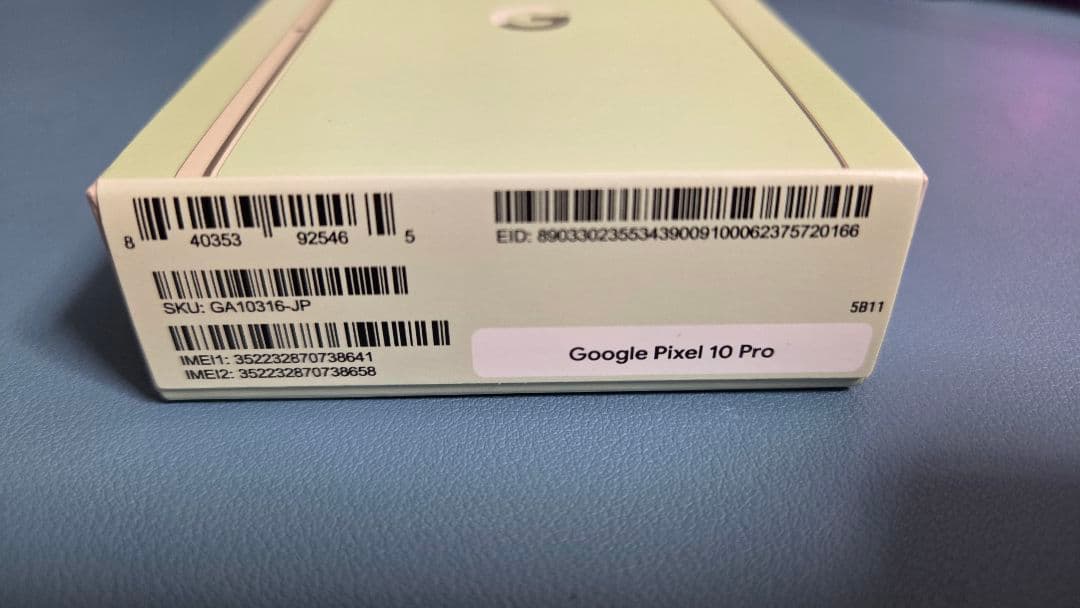 G
8 40353 92546 5
EID: 89033023553439009100062375720166
SKU: GA10316-JP
5B11
IMEI1: 352232870738641
IMEI2: 352232870738658
Google Pixel 10 Pro